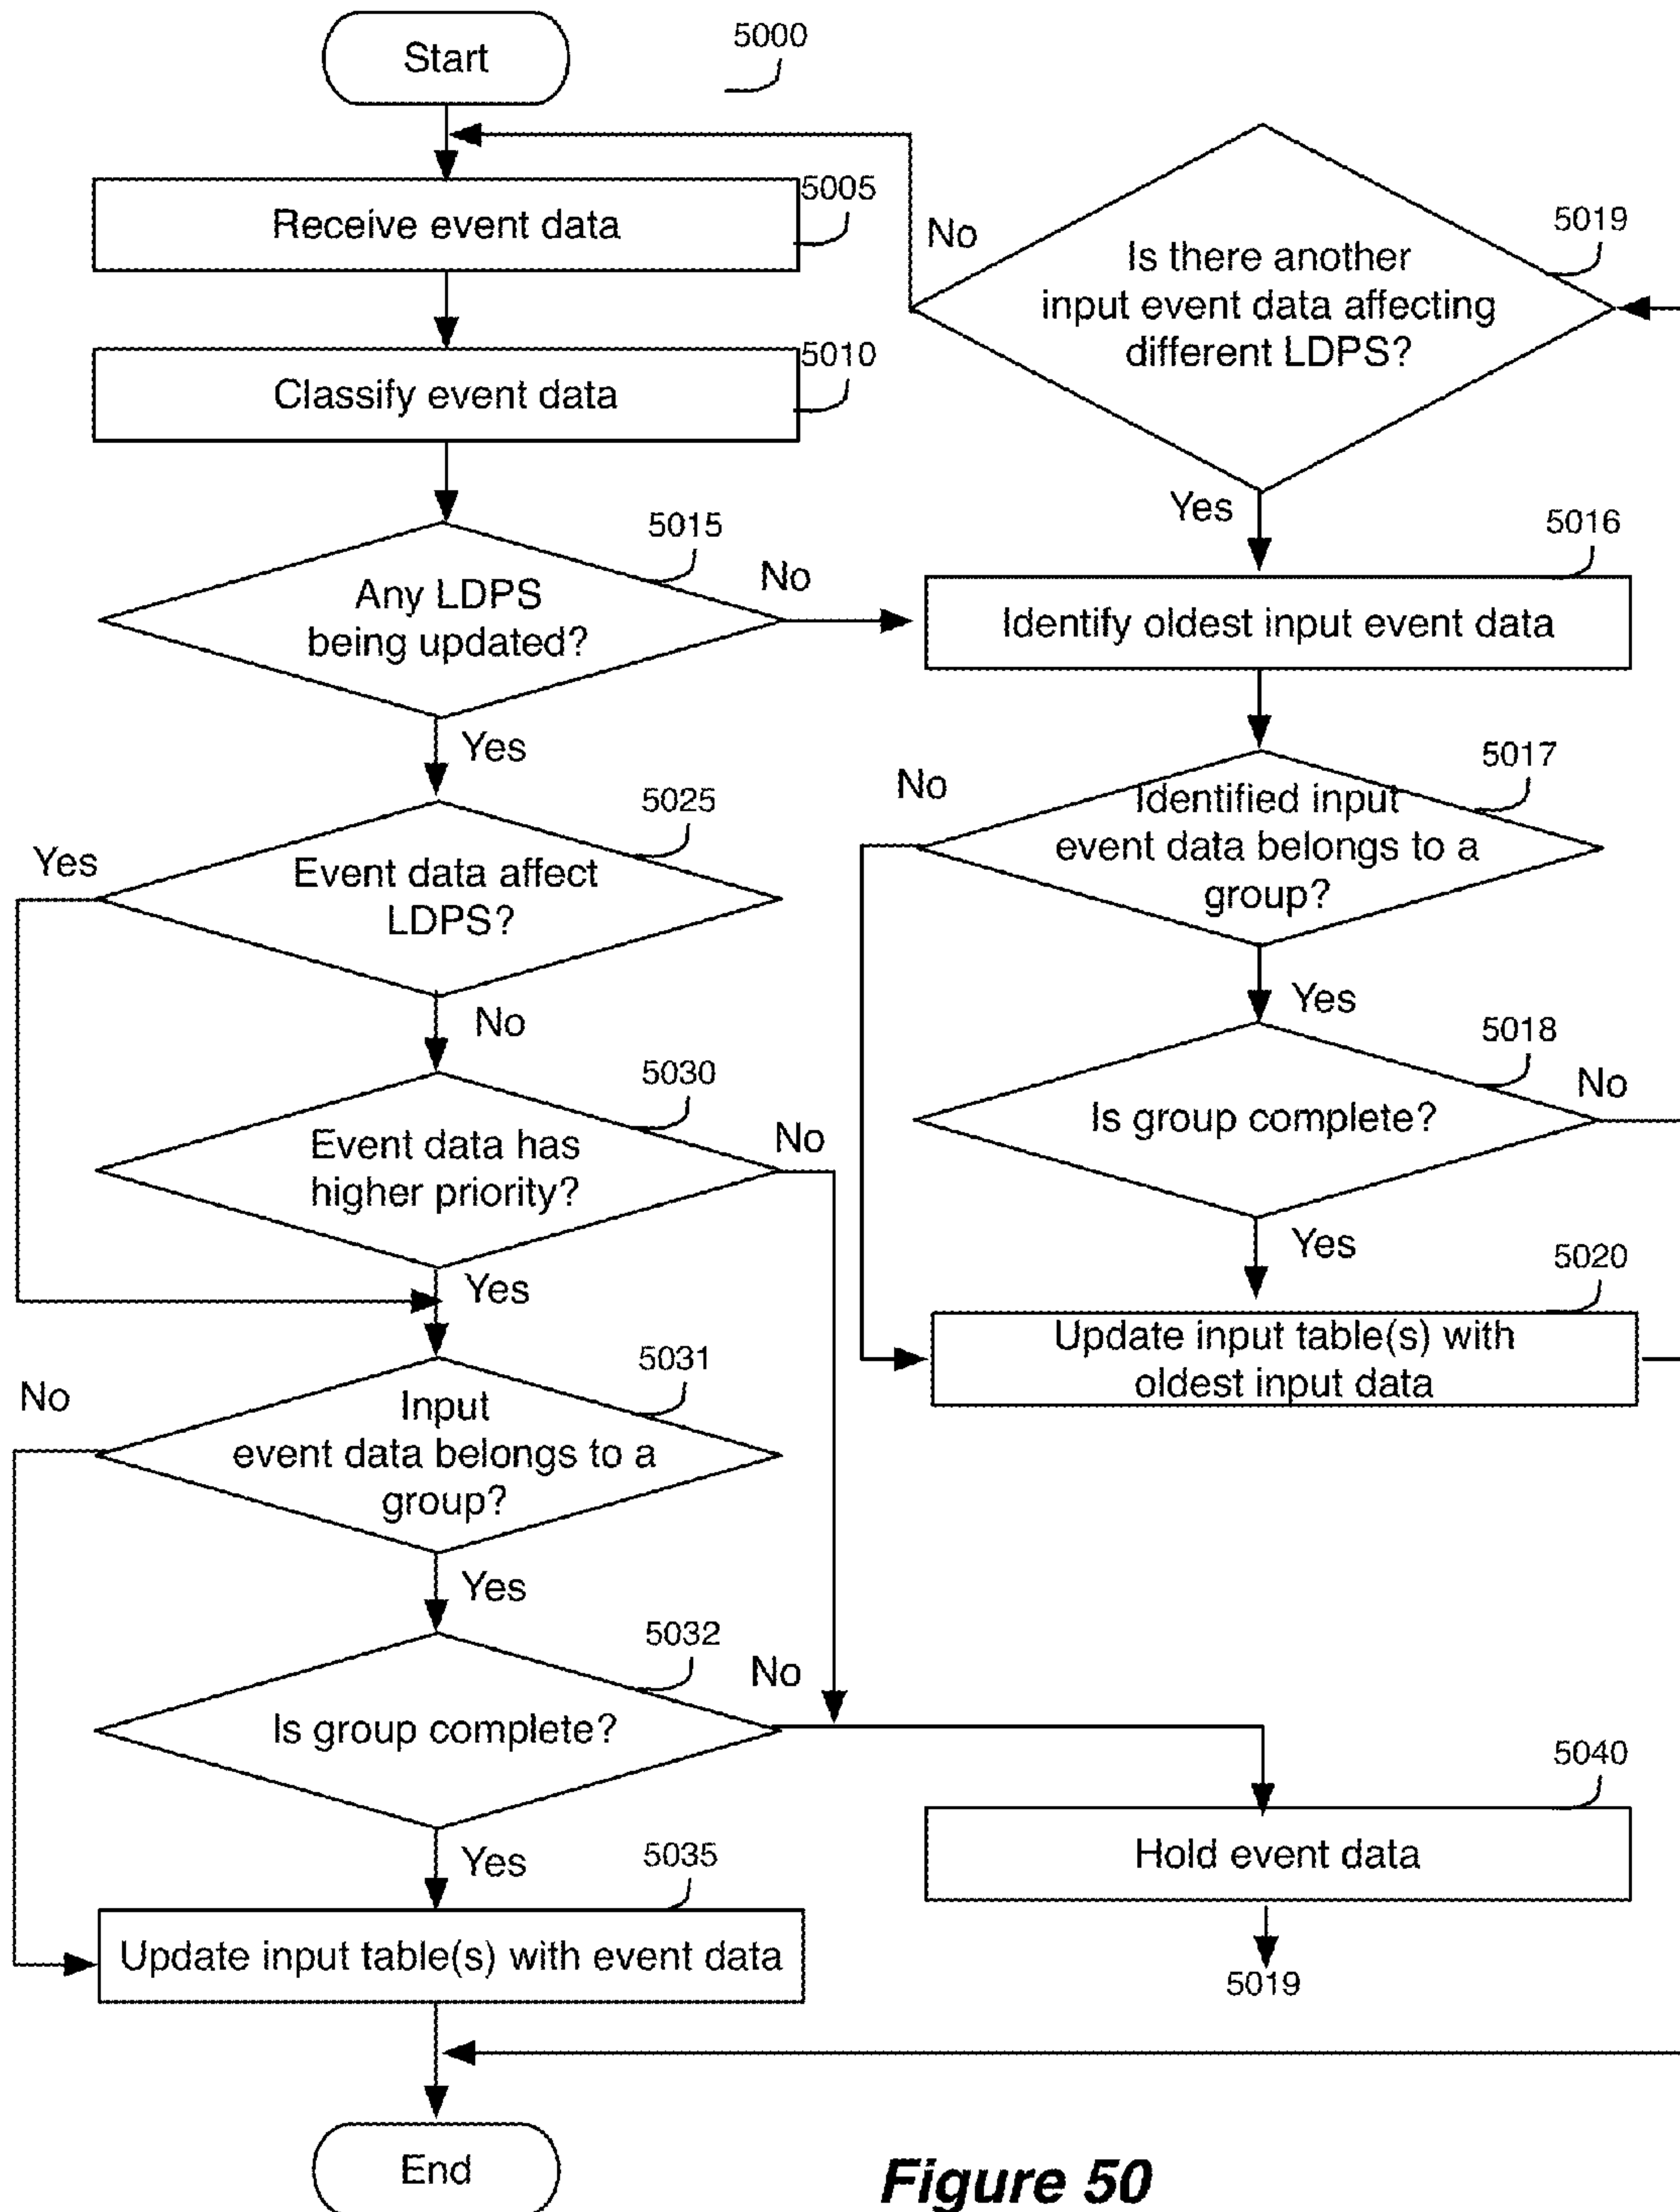 Start
5000
5005
Receive event data
5010
Classify event data
5015
Any LDPS
being updated?
No
Yes
5025
Yes
Event data affect
LDPS?
No
5030
Event data has
higher priority?
No
Yes
5031
No
Input
event data belongs to a
group?
Yes
5032
No
Is group complete?
Yes
5035
Update input table(s) with event data
End
5019
No
Is there another
input event data affecting
different LDPS?
Yes
5016
Identify oldest input event data
5017
No
Identified input
event data belongs to a
group?
Yes
5018
No
Is group complete?
Yes
5020
Update input table(s) with
oldest input data
5040
Hold event data
5019
Figure 50